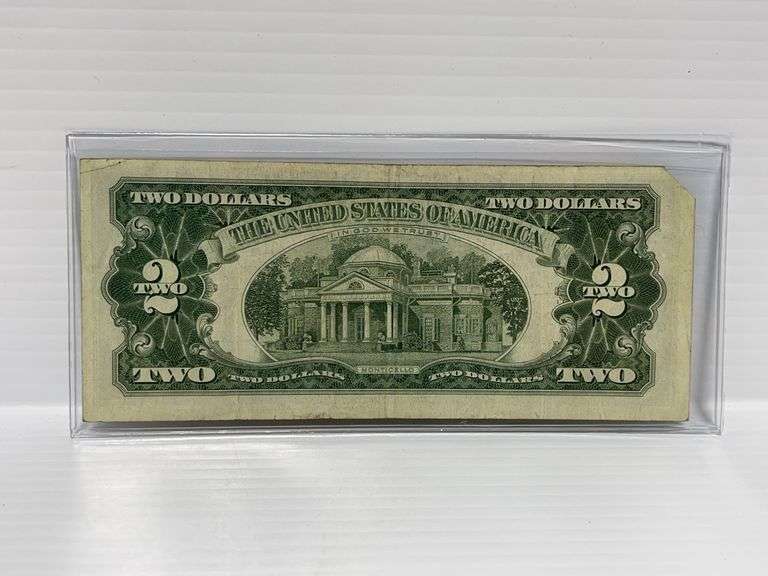 TWO DOLLARS TWO DOLLARS
THE UNITED STATES OF AMERICA
IN GOD WE TRUST
2 2
TWO TWO
MONTICELLO
TWO TWO DOLLARS TWO DOLLARS TWO